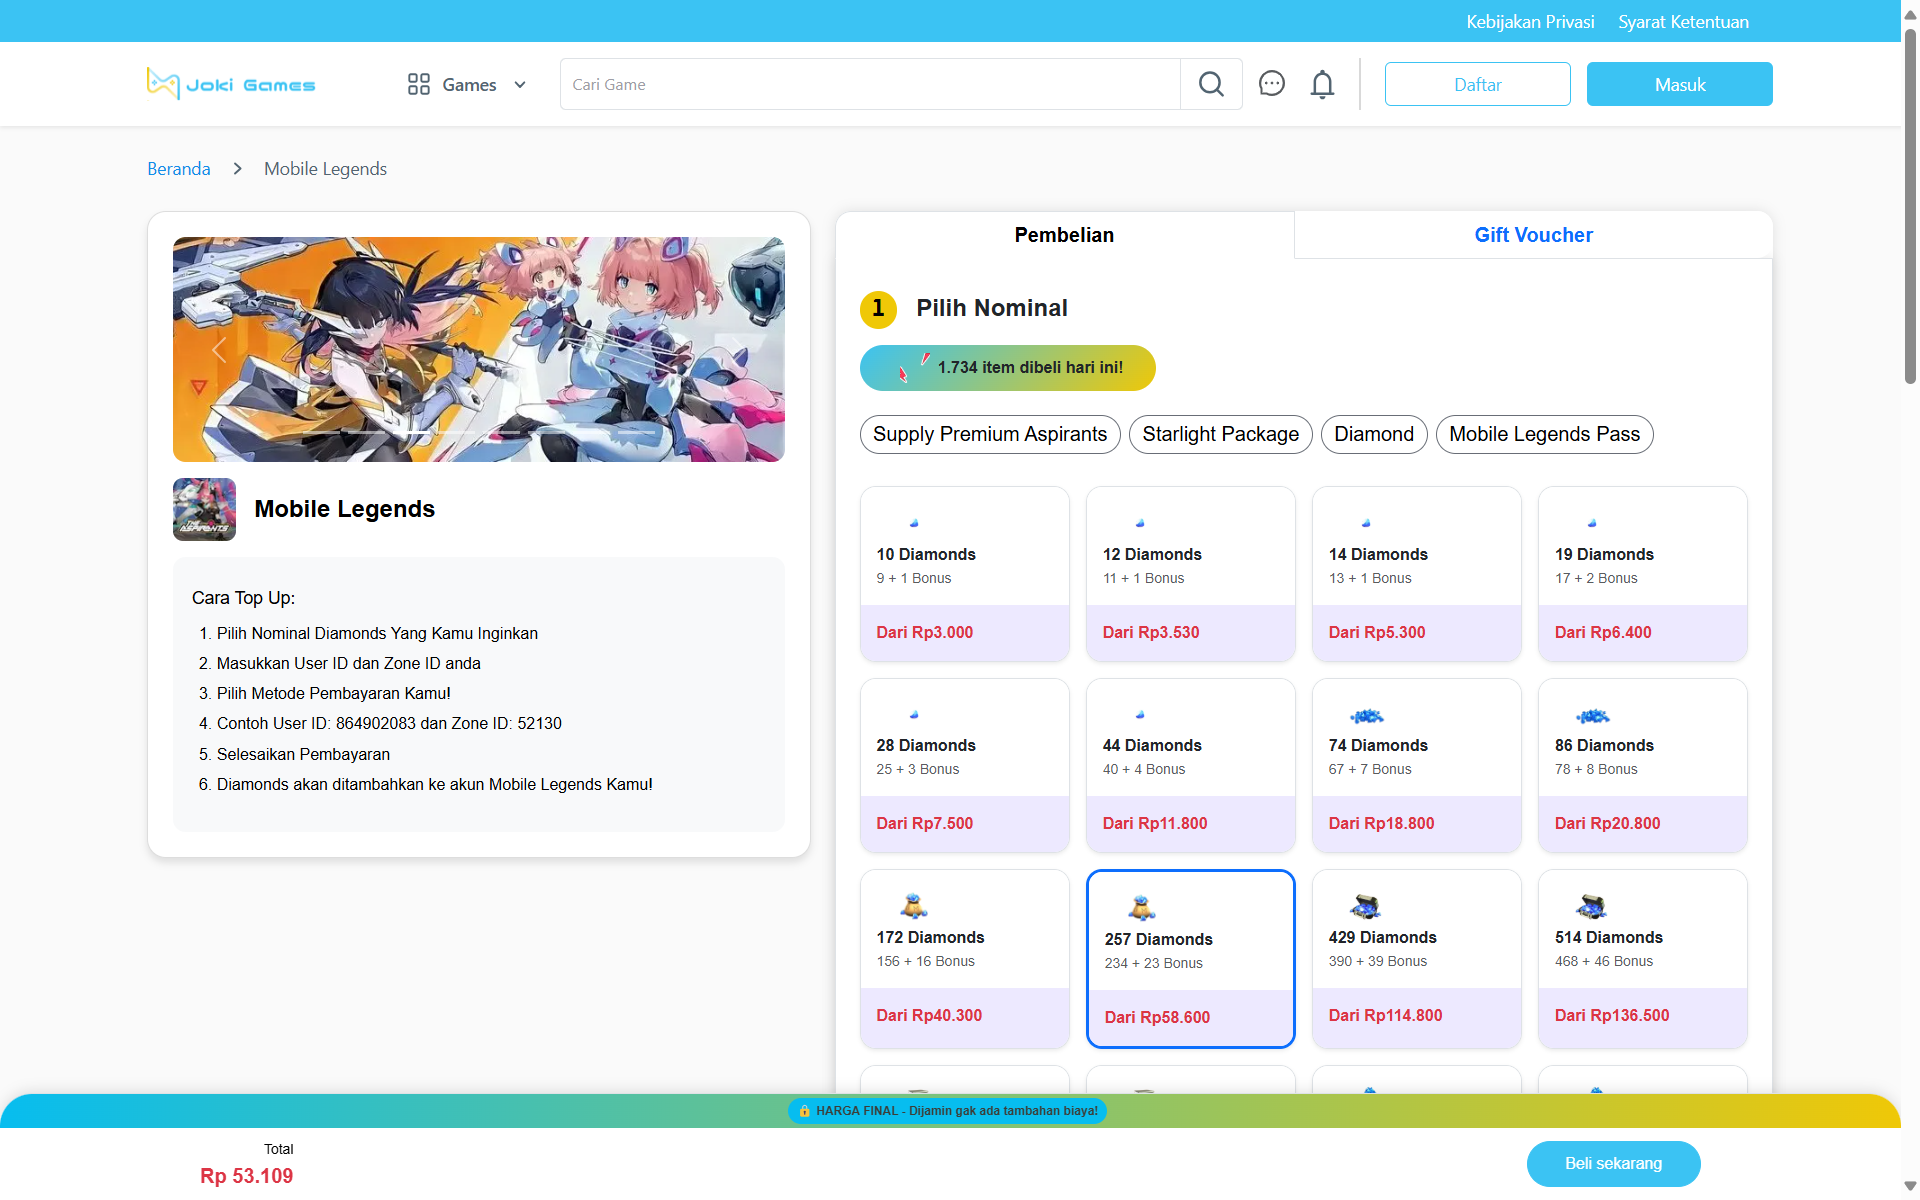 Kebijakan Privasi Syarat Ketentuan
Joki Games
Games
Cari Game
Daftar
Masuk
Beranda > Mobile Legends
THE ASPIRANTS
Mobile Legends
Cara Top Up:
1. Pilih Nominal Diamonds Yang Kamu Inginkan
2. Masukkan User ID dan Zone ID anda
3. Pilih Metode Pembayaran Kamu!
4. Contoh User ID: 864902083 dan Zone ID: 52130
5. Selesaikan Pembayaran
6. Diamonds akan ditambahkan ke akun Mobile Legends Kamu!
Pembelian
Gift Voucher
1 Pilih Nominal
1.734 item dibeli hari ini!
Supply Premium Aspirants
Starlight Package
Diamond
Mobile Legends Pass
10 Diamonds
9 + 1 Bonus
Dari Rp3.000
12 Diamonds
11 + 1 Bonus
Dari Rp3.530
14 Diamonds
13 + 1 Bonus
Dari Rp5.300
19 Diamonds
17 + 2 Bonus
Dari Rp6.400
28 Diamonds
25 + 3 Bonus
Dari Rp7.500
44 Diamonds
40 + 4 Bonus
Dari Rp11.800
74 Diamonds
67 + 7 Bonus
Dari Rp18.800
86 Diamonds
78 + 8 Bonus
Dari Rp20.800
172 Diamonds
156 + 16 Bonus
Dari Rp40.300
257 Diamonds
234 + 23 Bonus
Dari Rp58.600
429 Diamonds
390 + 39 Bonus
Dari Rp114.800
514 Diamonds
468 + 46 Bonus
Dari Rp136.500
HARGA FINAL - Dijamin gak ada tambahan biaya!
Total
Rp 53.109
Beli sekarang